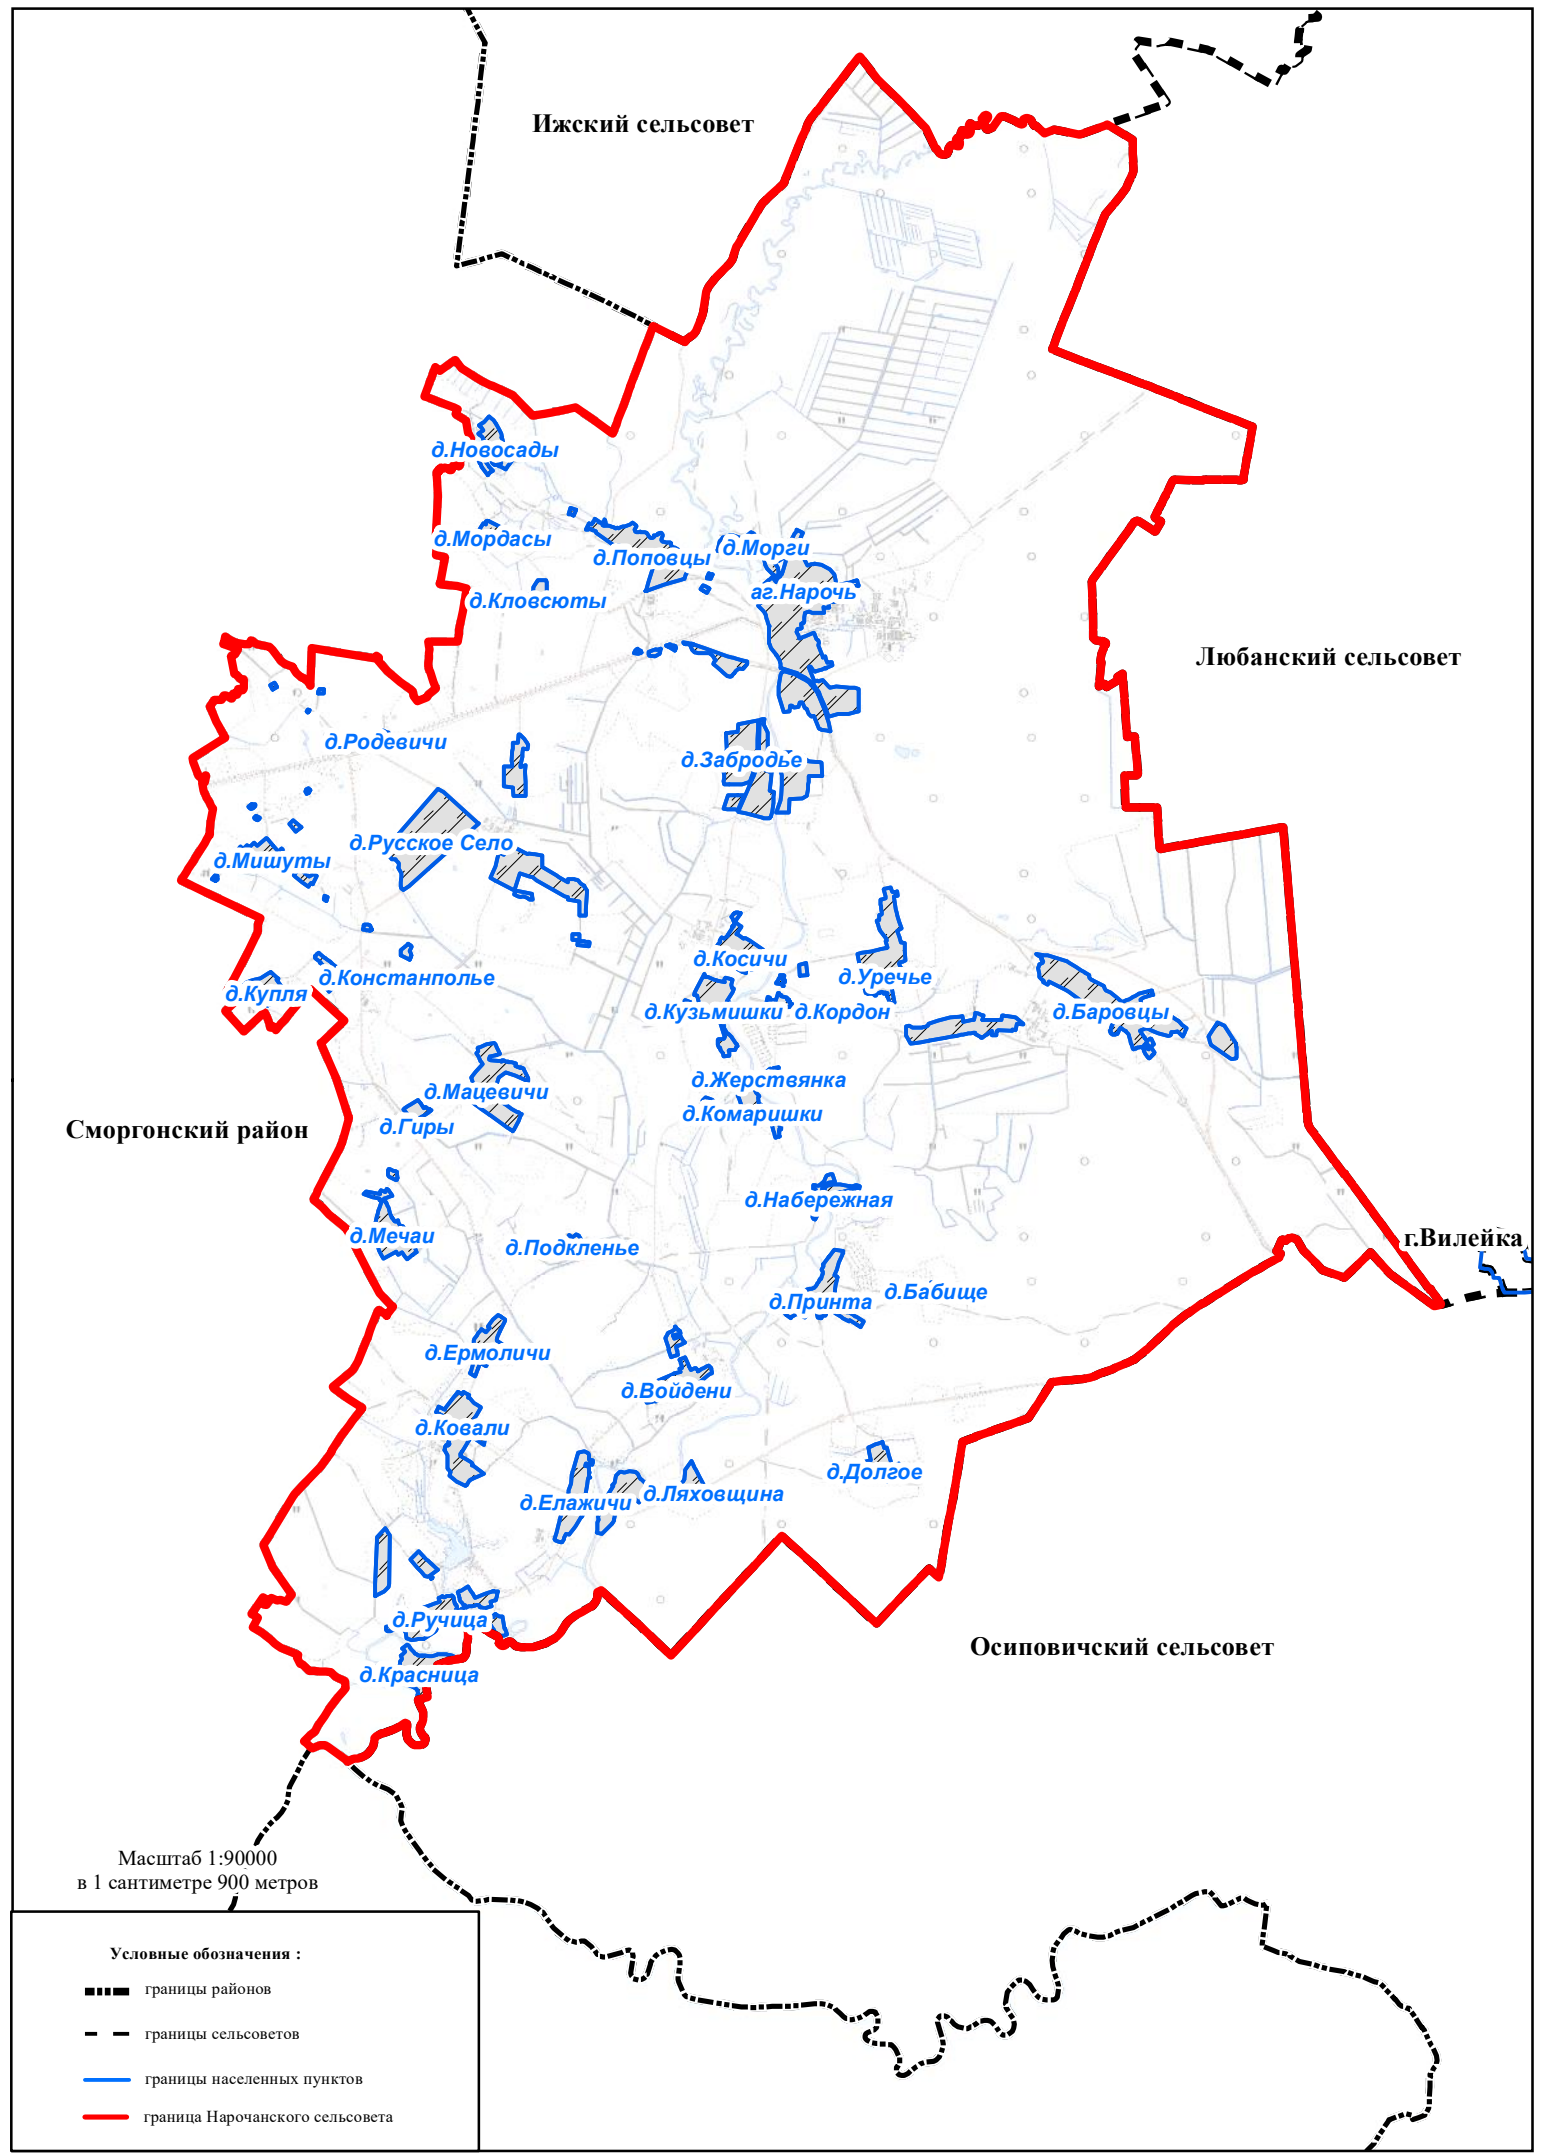 Ижский сельсовет
д.Новосады
д.Мордасы
д.Поповцы
д.Морги
аг.Нарочь
д.Кловсюты
Любанский сельсовет
д.Родевичи
д.Забродье
д.Русское Село
д.Мишуты
д.Косичи
д.Уречье
д.Констанполье
д.Купля
д.Кузьмишки
д.Кордон
д.Баровцы
д.Жерствянка
д.Мацевичи
д.Комаришки
д.Гиры
Сморгонский район
д.Набережная
д.Мечаи
д.Подкленье
г.Вилейка
д.Бабище
д.Принта
д.Ермоличи
д.Войдени
д.Ковали
д.Долгое
д.Ляховщина
д.Елажичи
д.Ручица
Осиповичский сельсовет
д.Красница
Масштаб 1:90000
в 1 сантиметре 900 метров
Условные обозначения :
границы районов
границы сельсоветов
границы населенных пунктов
граница Нарочанского сельсовета